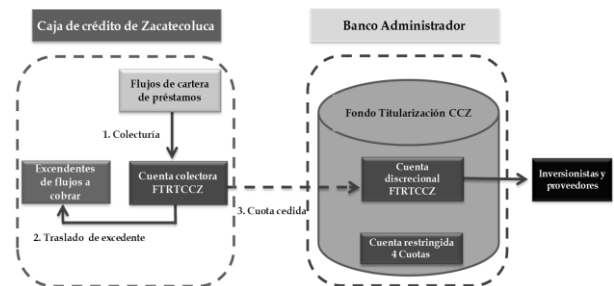 Caja de crédito de Zacatecoluca
Banco Administrador
Flujos de cartera
de préstamos
1. Colecturía
Excendentes
de flujos a
cobrar
Cuenta colectora
FTRTCCZ
2. Traslado de excedente
3. Cuota cedida
Fondo Titularización CCZ
Cuenta
discrecional
FTRTCCZ
Cuenta restringida
4 Cuotas
Inversionistas y
proveedores